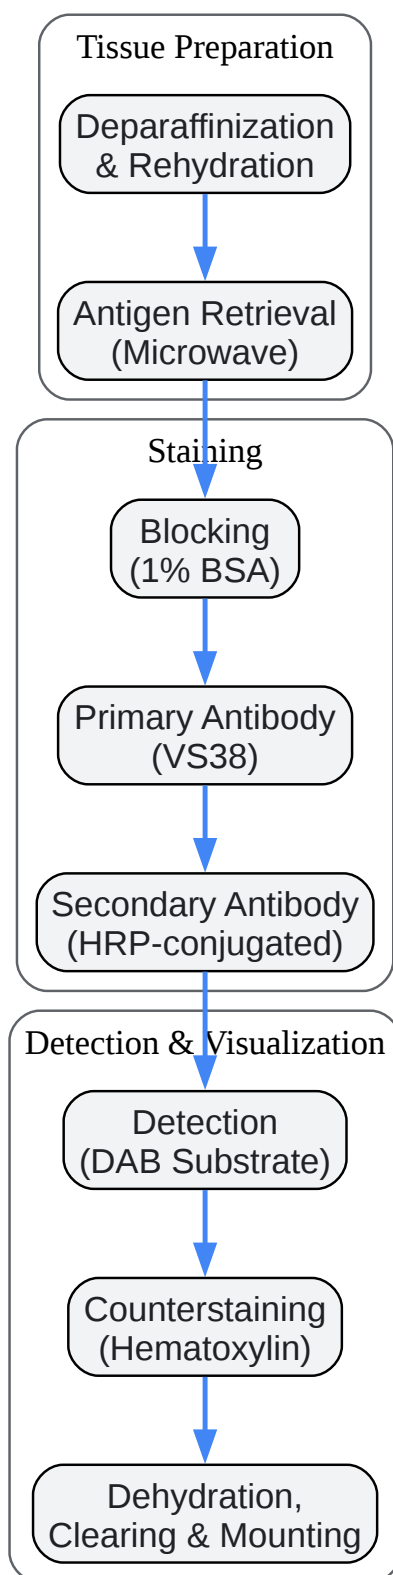 Tissue Preparation
Deparaffinization
& Rehydration
Antigen Retrieval
(Microwave)
Staining
Blocking
(1% BSA)
Primary Antibody
(VS38)
Secondary Antibody
(HRP-conjugated)
Detection & Visualization
Detection
(DAB Substrate)
Counterstaining
(Hematoxylin)
Dehydration,
Clearing & Mounting